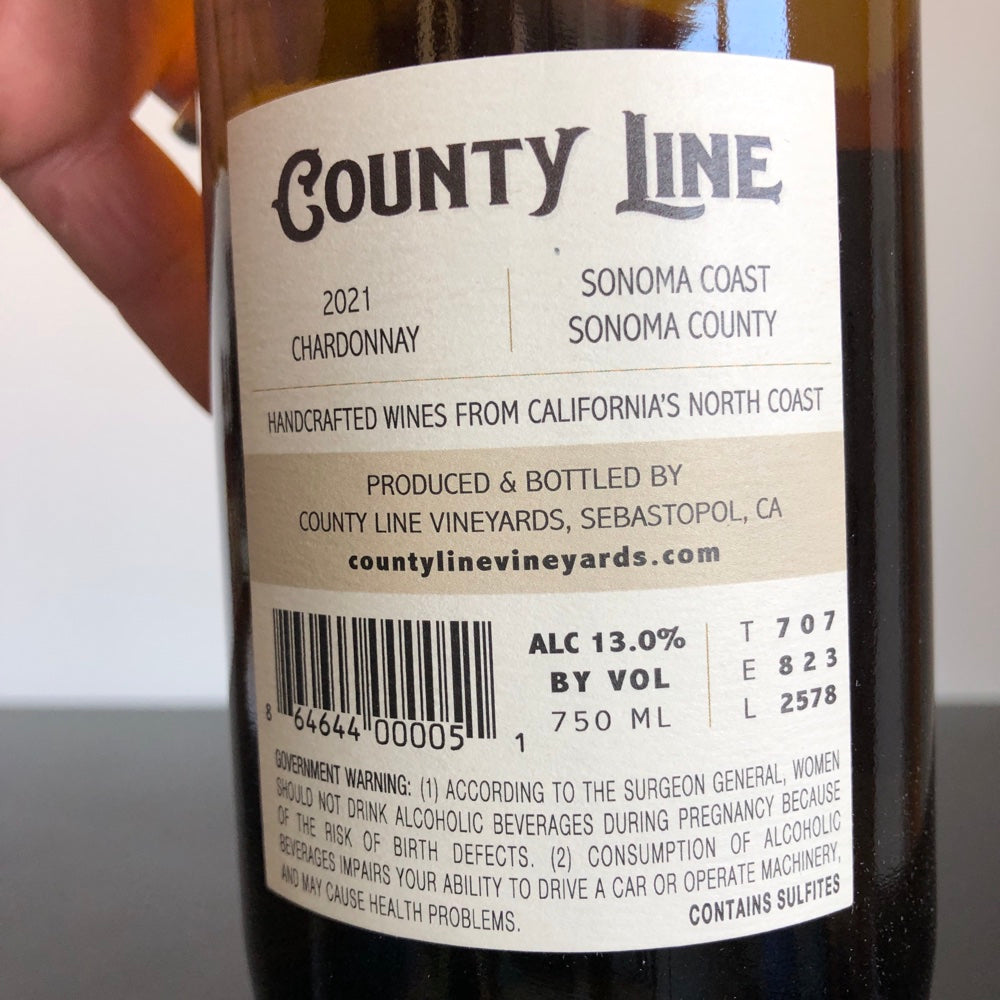 COUNTY LINE
2021
CHARDONNAY
SONOMA COAST
SONOMA COUNTY
HANDCRAFTED WINES FROM CALIFORNIA'S NORTH COAST
PRODUCED & BOTTLED BY
COUNTY LINE VINEYARDS, SEBASTOPOL, CA
countylinevineyards.com
8 64644 00005 1
ALC 13.0%
BY VOL
750 ML
T 707
E 823
L 2578
GOVERNMENT WARNING: (1) ACCORDING TO THE SURGEON GENERAL, WOMEN
SHOULD NOT DRINK ALCOHOLIC BEVERAGES DURING PREGNANCY BECAUSE
OF THE RISK OF BIRTH DEFECTS. (2) CONSUMPTION OF ALCOHOLIC
BEVERAGES IMPAIRS YOUR ABILITY TO DRIVE A CAR OR OPERATE MACHINERY,
AND MAY CAUSE HEALTH PROBLEMS.
CONTAINS SULFITES